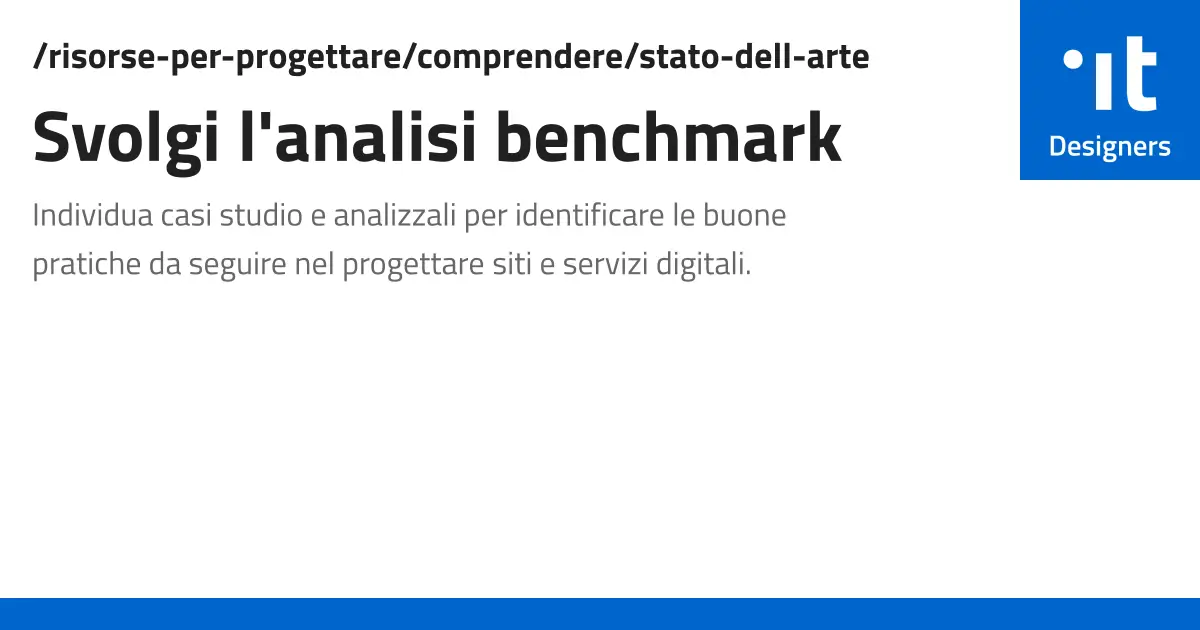 /risorse-per-progettare/comprendere/stato-dell-arte
Svolgi l'analisi benchmark
Individua casi studio e analizzali per identificare le buone
pratiche da seguire nel progettare siti e servizi digitali.
it
Designers